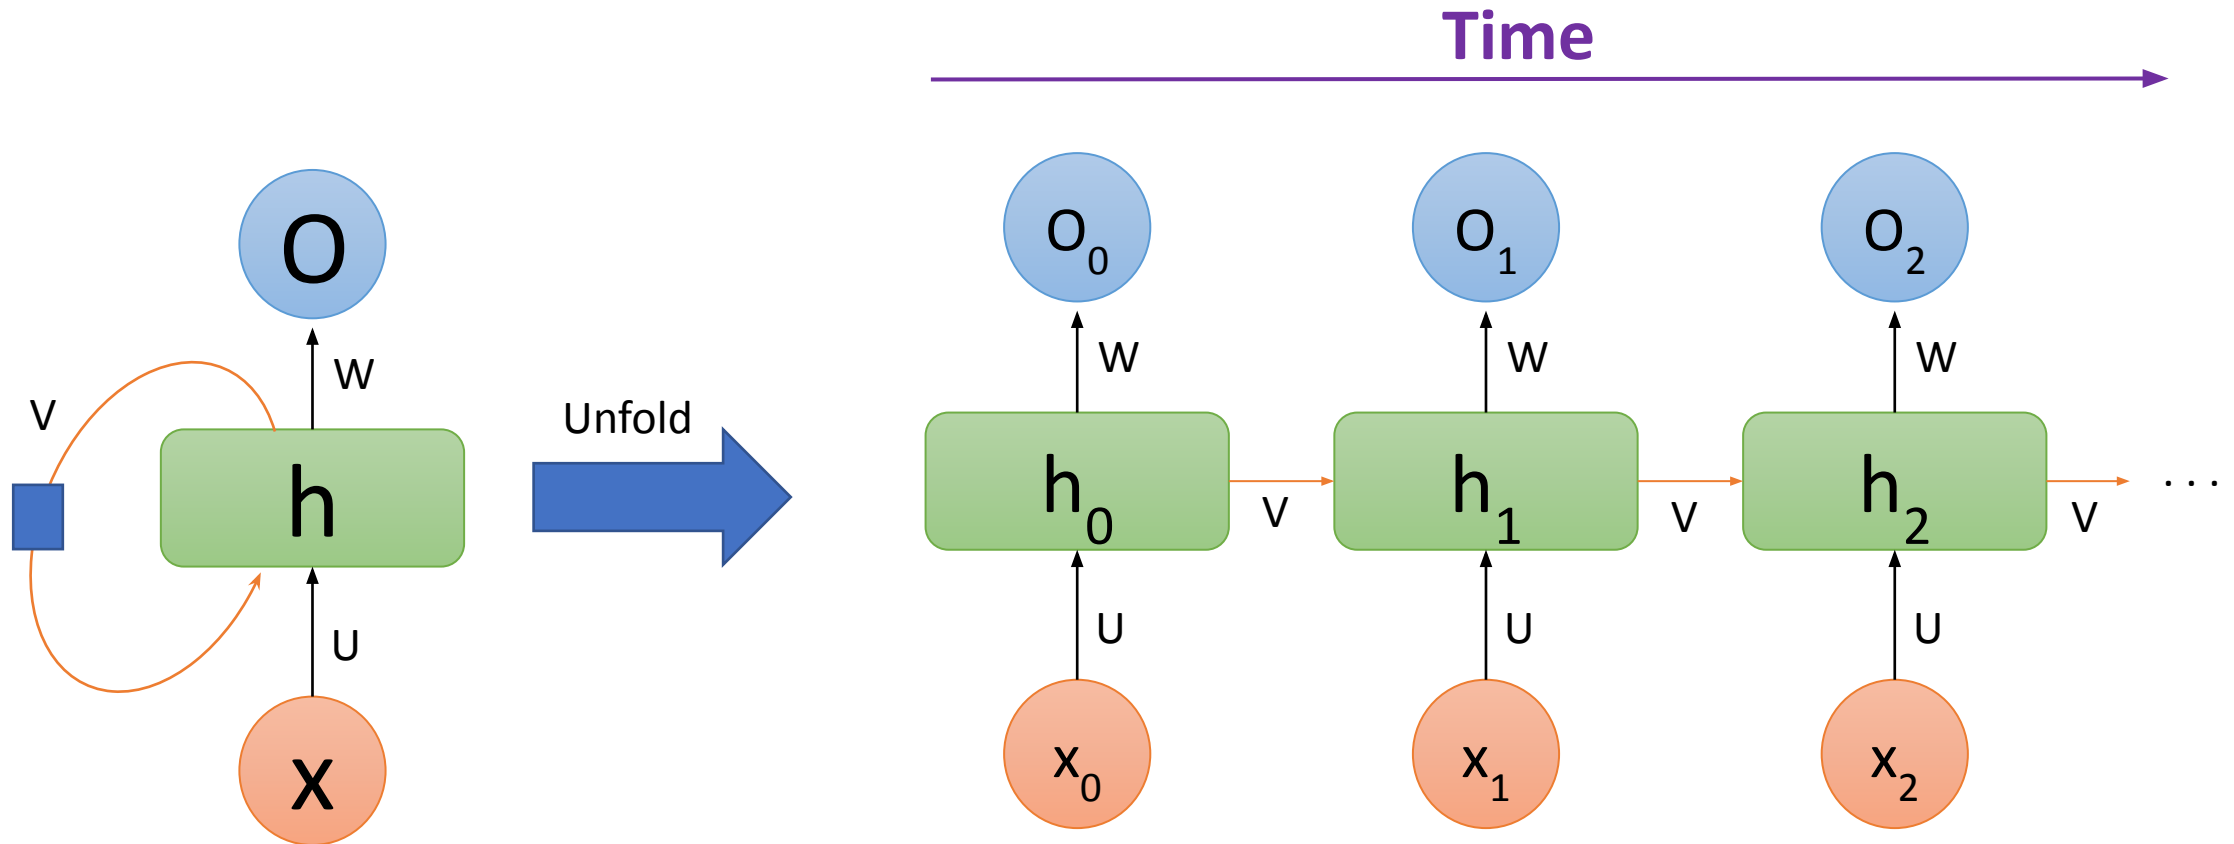 Time
O
O₀
O₁
O₂
W
W
W
W
V
Unfold
h
h₀
V
h₁
V
h₂
V
. . .
U
U
U
U
x
x₀
x₁
x₂